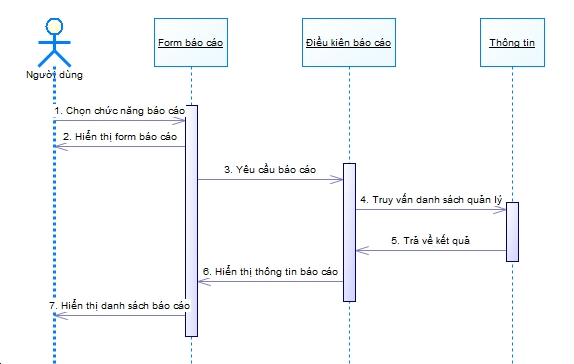 Form báo cáo
Điều kiên báo cáo
Thông tin
Người dùng
1. Chọn chức năng báo cáo
2. Hiển thị form báo cáo
3. Yêu cầu báo cáo
4. Truy vấn danh sách quản lý
5. Trả về kết quả
6. Hiển thị thông tin báo cáo
7. Hiển thị danh sách báo cáo